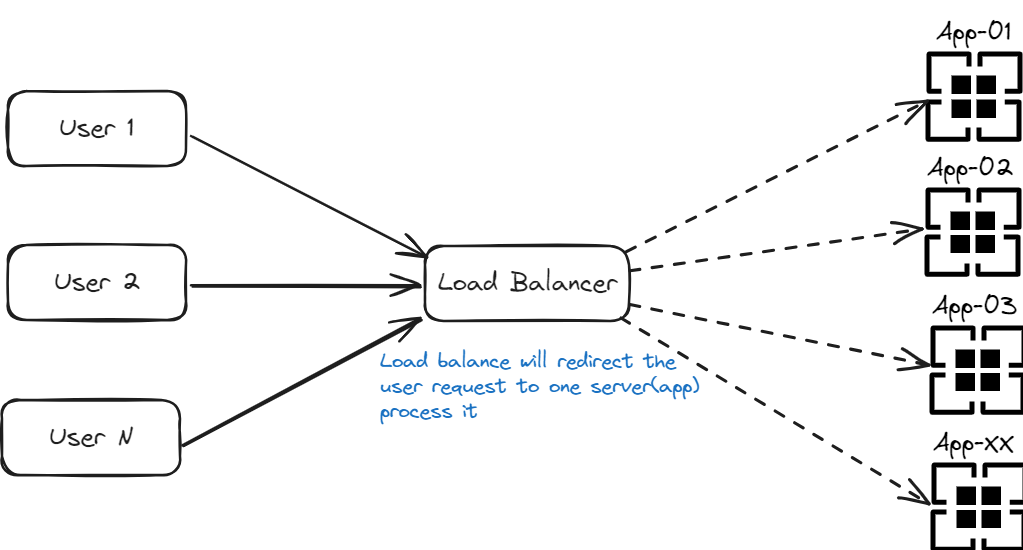 App-01
User 1
App-02
User 2
Load Balancer
App-03
Load balance will redirect the
user request to one server(app)
process it
User N
App-XX